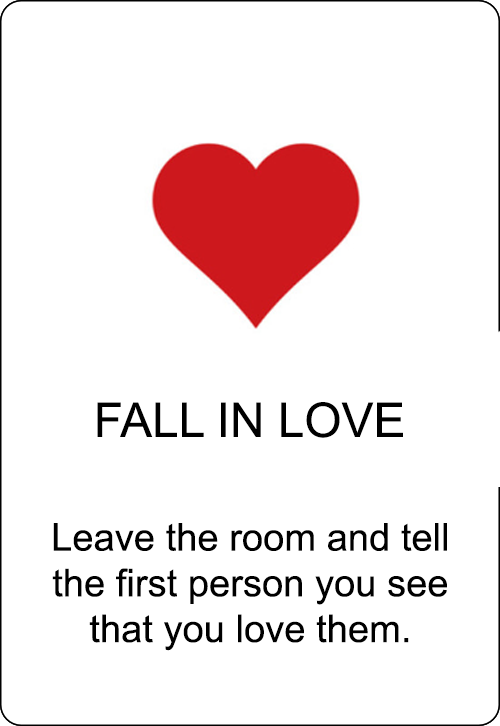 FALL IN LOVE
Leave the room and tell
the first person you see
that you love them.